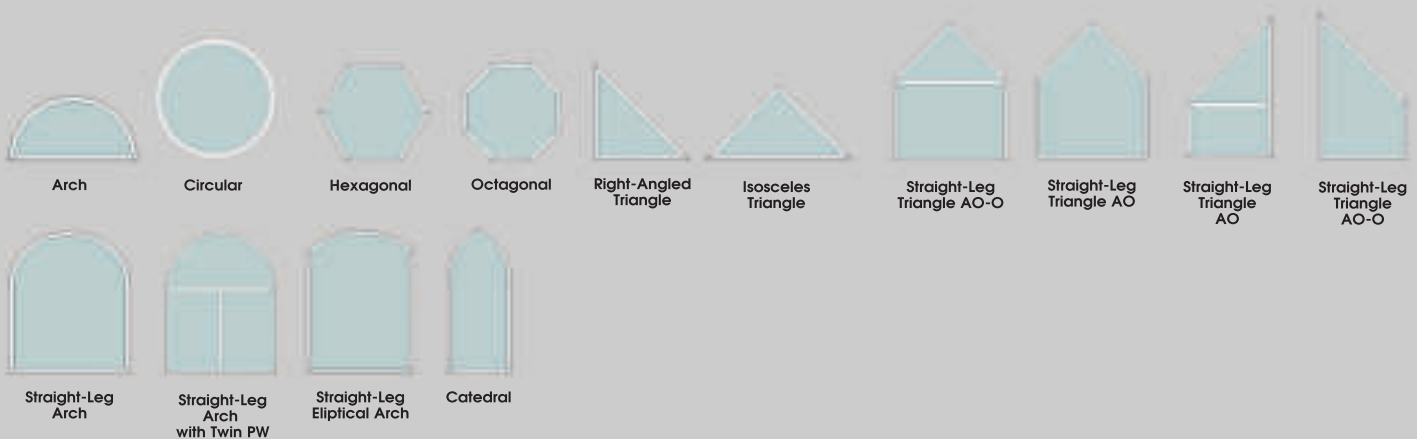 Arch
Circular
Hexagonal
Octagonal
Right-Angled
Triangle
Isosceles
Triangle
Straight-Leg
Triangle AO-O
Straight-Leg
Triangle AO
Straight-Leg
Triangle
AO
Straight-Leg
Triangle
AO-O
Straight-Leg
Arch
Straight-Leg
Arch
with Twin PW
Straight-Leg
Eliptical Arch
Catedral